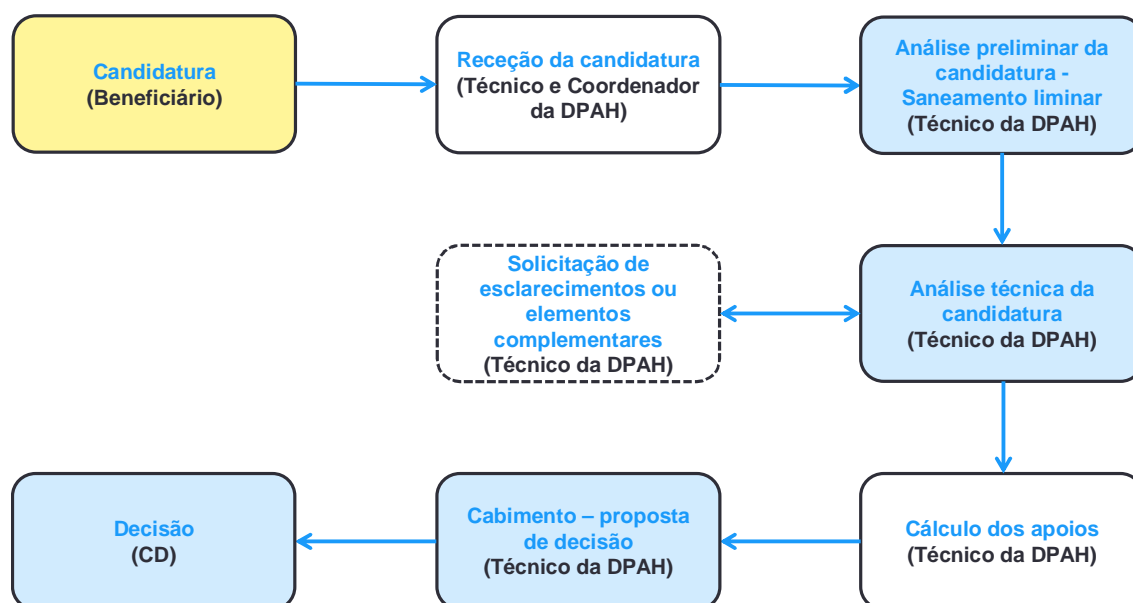 Candidatura
(Beneficiário)
Receção da candidatura
(Técnico e Coordenador
da DPAH)
Análise preliminar da
candidatura -
Saneamento liminar
(Técnico da DPAH)
Solicitação de
esclarecimentos ou
elementos
complementares
(Técnico da DPAH)
Análise técnica da
candidatura
(Técnico da DPAH)
Decisão
(CD)
Cabimento – proposta
de decisão
(Técnico da DPAH)
Cálculo dos apoios
(Técnico da DPAH)